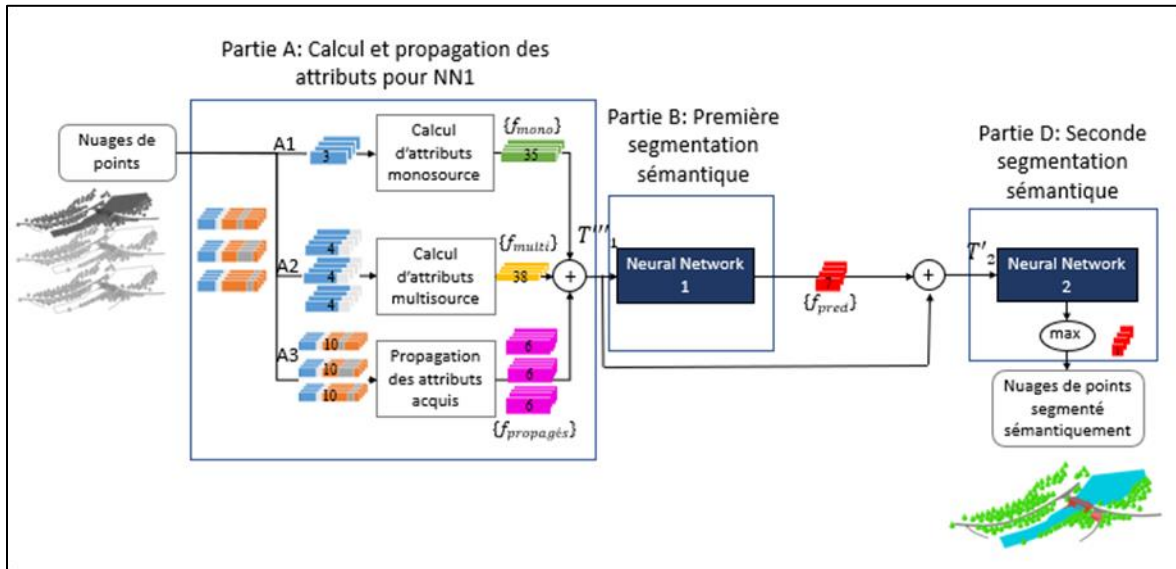 Partie A: Calcul et propagation des
attributs pour NN1
Partie B: Première
segmentation
sémantique
Partie D: Seconde
segmentation
sémantique
Nuages de
points
A1
3
Calcul
d'attributs
monosource
{f_mono}
35
A2
4
4
4
Calcul
d'attributs
multisource
{f_multi}
38
+
T'''_1
Neural Network
1
{f_pred}
+
T'_2
Neural Network
2
max
A3
10
10
10
Propagation
des attributs
acquis
6
6
6
{f_propagés}
Nuages de points
segmenté
sémantiquement